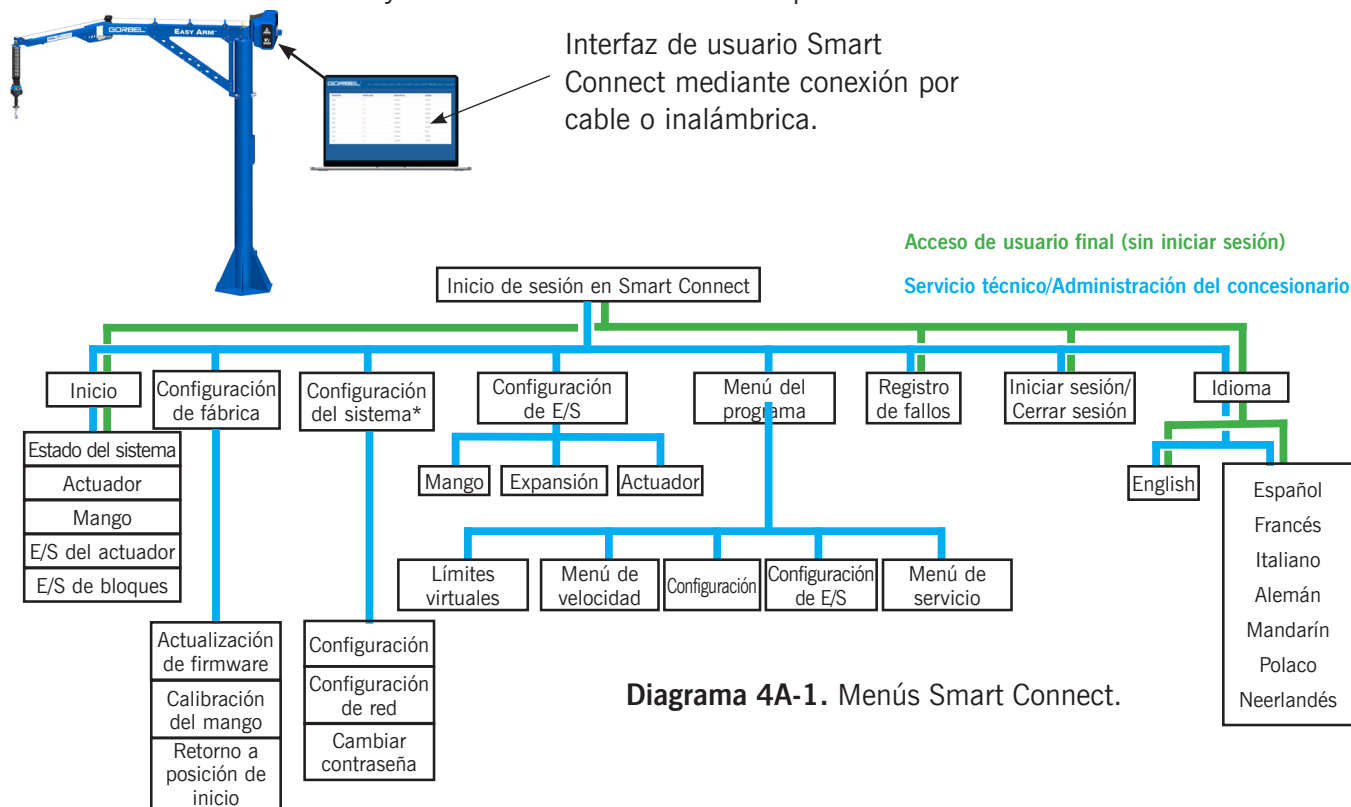 GORBEL
EASY ARM
GORBEL
Interfaz de usuario Smart
Connect mediante conexión por
cable o inalámbrica.
Acceso de usuario final (sin iniciar sesión)
Servicio técnico/Administración del concesionario
Inicio de sesión en Smart Connect
Inicio
Configuración
de fábrica
Configuración
del sistema*
Configuración
de E/S
Menú del
programa
Registro
de fallos
Iniciar sesión/
Cerrar sesión
Idioma
Estado del sistema
Actuador
Mango
E/S del actuador
E/S de bloques
Mango
Expansión
Actuador
English
Español
Francés
Italiano
Alemán
Mandarín
Polaco
Neerlandés
Límites
virtuales
Menú de
velocidad
Configuración
Configuración
de E/S
Menú de
servicio
Actualización
de firmware
Calibración
del mango
Retorno a
posición de
inicio
Configuración
Configuración
de red
Cambiar
contraseña
Diagrama 4A-1. Menús Smart Connect.